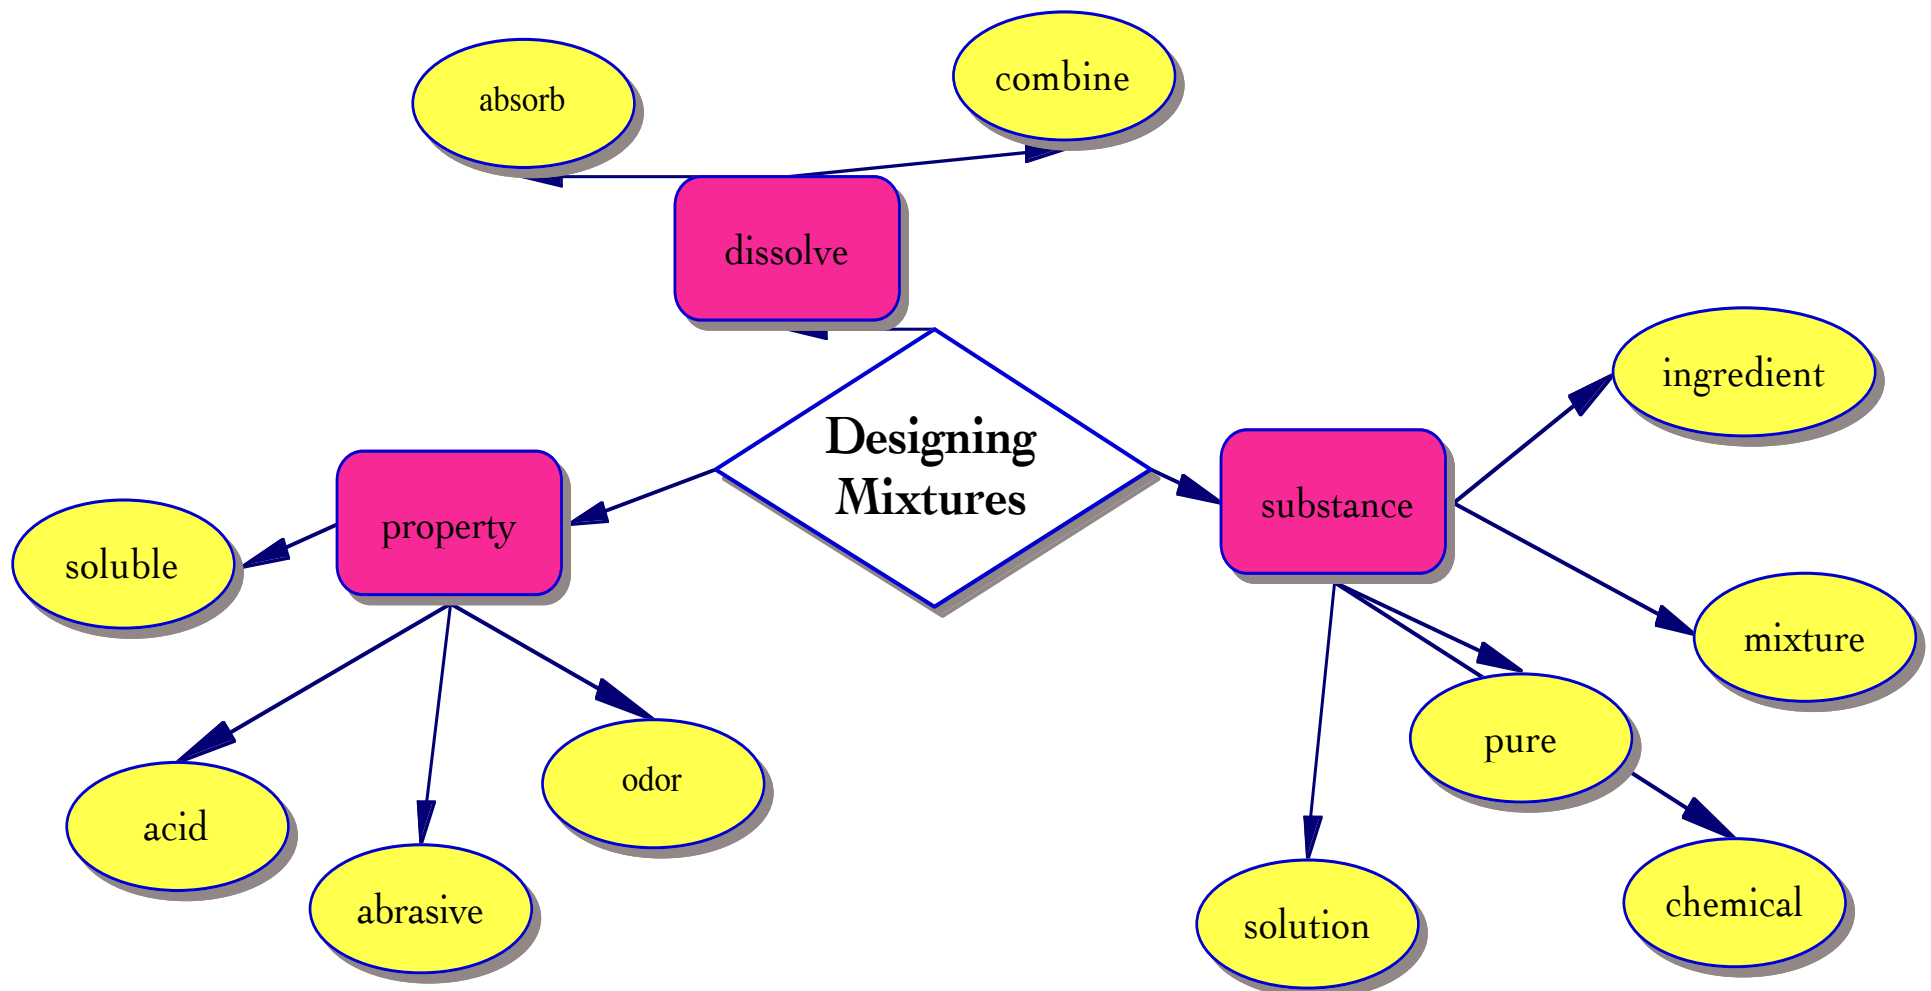 combine
absorb
dissolve
ingredient
Designing
Mixtures
substance
property
soluble
mixture
pure
odor
acid
chemical
abrasive
solution